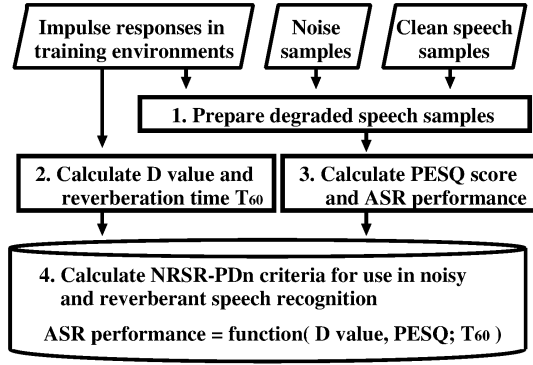 Impulse responses in
training environments
Noise
samples
Clean speech
samples
1. Prepare degraded speech samples
2. Calculate D value and
reverberation time T60
3. Calculate PESQ score
and ASR performance
4. Calculate NRSR-PDn criteria for use in noisy
and reverberant speech recognition
ASR performance = function( D value, PESQ; T60 )